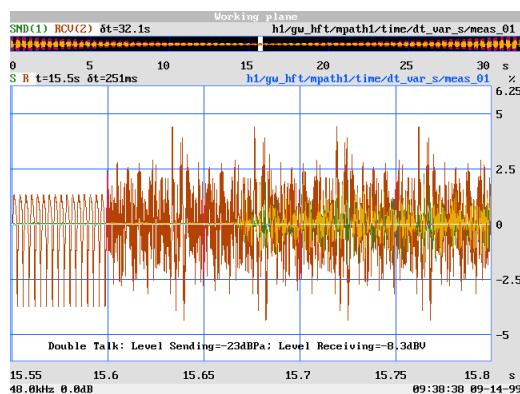 Working plane
SMD(1) RCV(2) δt=32.1s h1/gw_hft/mpath1/time/dt_var_s/meas_01
0 5 10 15 20 25 30 s
S R t=15.5s δt=251ms h1/gw_hft/mpath1/time/dt_var_s/meas_01 %
6.25
5
2.5
0
-2.5
-5
Double Talk: Level Sending=-23dBPa; Level Receiving=-8.3dBV
15.55 15.6 15.65 15.7 15.75 15.8 s
48.0kHz 0.0dB 09:38:38 09-14-99